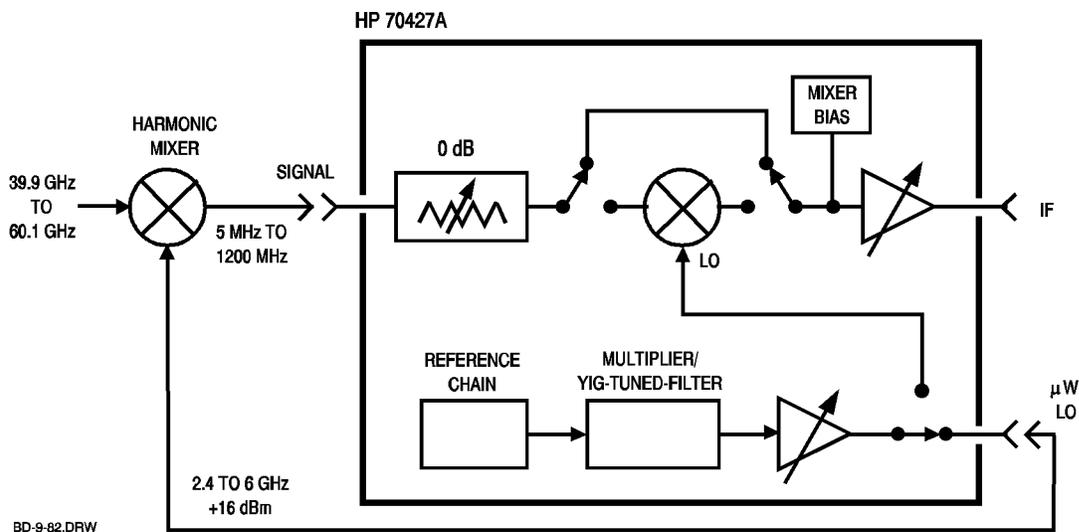 HP 70427A
HARMONIC
MIXER
39.9 GHz
TO
60.1 GHz
SIGNAL
5 MHz TO
1200 MHz
0 dB
MIXER
BIAS
IF
LO
REFERENCE
CHAIN
MULTIPLIER/
YIG-TUNED-FILTER
μW
LO
2.4 TO 6 GHz
+16 dBm
BD-9-82.DRW